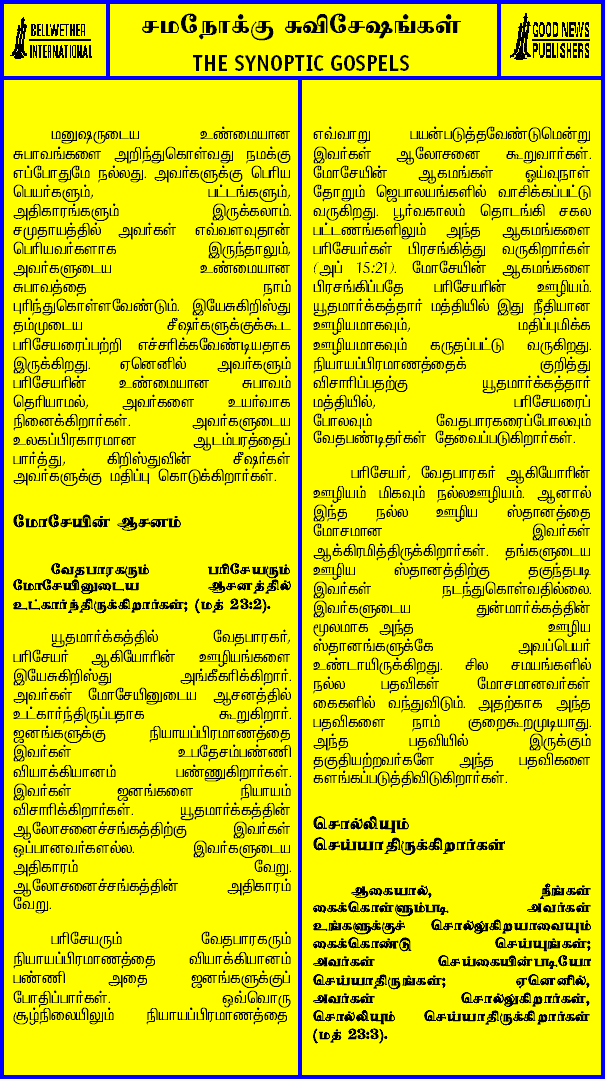 BELLWETHER
INTERNATIONAL
சமநோக்கு சுவிசேஷங்கள்
THE SYNOPTIC GOSPELS
GOOD NEWS
PUBLISHERS
மனுஷருடைய உண்மையான
சுபாவங்களை அறிந்துகொள்வது நமக்கு
எப்போதுமே நல்லது. அவர்களுக்கு பெரிய
பெயர்களும், பட்டங்களும்,
அதிகாரங்களும் இருக்கலாம்.
சமுதாயத்தில் அவர்கள் எவ்வளவுதான்
பெரியவர்களாக இருந்தாலும்,
அவர்களுடைய உண்மையான
சுபாவத்தை நாம்
புரிந்துகொள்ளவேண்டும். இயேசுகிறிஸ்து
தம்முடைய சீஷர்களுக்குக்கூட
பரிசேயரைப்பற்றி எச்சரிக்கவேண்டியதாக
இருக்கிறது. ஏனெனில் அவர்களும்
பரிசேயரின் உண்மையான சுபாவம்
தெரியாமல், அவர்களை உயர்வாக
நினைக்கிறார்கள். அவர்களுடைய
உலகப்பிரகாரமான ஆடம்பரத்தைப்
பார்த்து, கிறிஸ்துவின் சீஷர்கள்
அவர்களுக்கு மதிப்பு கொடுக்கிறார்கள்.
மோசேயின் ஆசனம்
வேதபாரகரும் பரிசேயரும்
மோசேயினுடைய ஆசனத்தில்
உட்கார்ந்திருக்கிறார்கள்; (மத் 23:2).
யூதமார்க்கத்தில் வேதபாரகர்,
பரிசேயர் ஆகியோரின் ஊழியங்களை
இயேசுகிறிஸ்து அங்கீகரிக்கிறார்.
அவர்கள் மோசேயினுடைய ஆசனத்தில்
உட்கார்ந்திருப்பதாக கூறுகிறார்.
ஜனங்களுக்கு நியாயப்பிரமாணத்தை
இவர்கள் உபதேசம்பண்ணி
வியாக்கியானம் பண்ணுகிறார்கள்.
இவர்கள் ஜனங்களை நியாயம்
விசாரிக்கிறார்கள். யூதமார்க்கத்தின்
ஆலோசனைச்சங்கத்திற்கு இவர்கள்
ஒப்பானவர்களல்ல. இவர்களுடைய
அதிகாரம் வேறு.
ஆலோசனைச்சங்கத்தின் அதிகாரம்
வேறு.
பரிசேயரும் வேதபாரகரும்
நியாயப்பிரமாணத்தை வியாக்கியானம்
பண்ணி அதை ஜனங்களுக்குப்
போதிப்பார்கள். ஒவ்வொரு
சூழ்நிலையிலும் நியாயப்பிரமாணத்தை
எவ்வாறு பயன்படுத்தவேண்டுமென்று
இவர்கள் ஆலோசனை கூறுவார்கள்.
மோசேயின் ஆகமங்கள் ஓய்வுநாள்
தோறும் ஜெபாலயங்களில் வாசிக்கப்பட்டு
வருகிறது. பூர்வகாலம் தொடங்கி சகல
பட்டணங்களிலும் அந்த ஆகமங்களை
பரிசேயர்கள் பிரசங்கித்து வருகிறார்கள்
(அப் 15:21). மோசேயின் ஆகமங்களை
பிரசங்கிப்பதே பரிசேயரின் ஊழியம்.
யூதமார்க்கத்தார் மத்தியில் இது நீதியான
ஊழியமாகவும், மதிப்புமிக்க
ஊழியமாகவும் கருதப்பட்டு வருகிறது.
நியாயப்பிரமாணத்தைக் குறித்து
விசாரிப்பதற்கு யூதமார்க்கத்தார்
மத்தியில், பரிசேயரைப்
போலவும் வேதபாரகரைப்போலவும்
வேதபண்டிதர்கள் தேவைப்படுகிறார்கள்.
பரிசேயர், வேதபாரகர் ஆகியோரின்
ஊழியம் மிகவும் நல்லஊழியம். ஆனால்
இந்த நல்ல ஊழிய ஸ்தானத்தை
மோசமான இவர்கள்
ஆக்கிரமித்திருக்கிறார்கள். தங்களுடைய
ஊழிய ஸ்தானத்திற்கு தகுந்தபடி
இவர்கள் நடந்துகொள்வதில்லை.
இவர்களுடைய துன்மார்க்கத்தின்
மூலமாக அந்த ஊழிய
ஸ்தானங்களுக்கே அவப்பெயர்
உண்டாயிருக்கிறது. சில சமயங்களில்
நல்ல பதவிகள் மோசமானவர்கள்
கைகளில் வந்துவிடும். அதற்காக அந்த
பதவிகளை நாம் குறைகூறமுடியாது.
அந்த பதவியில் இருக்கும்
தகுதியற்றவர்களே அந்த பதவிகளை
களங்கப்படுத்திவிடுகிறார்கள்.
சொல்லியும்
செய்யாதிருக்கிறார்கள்
ஆகையால், நீங்கள்
கைக்கொள்ளும்படி அவர்கள்
உங்களுக்குச் சொல்லுகிறயாவையும்
கைக்கொண்டு செய்யுங்கள்;
அவர்கள் செய்கையின்படியோ
செய்யாதிருங்கள்; ஏனெனில்,
அவர்கள் சொல்லுகிறார்கள்,
சொல்லியும் செய்யாதிருக்கிறார்கள்
(மத் 23:3).